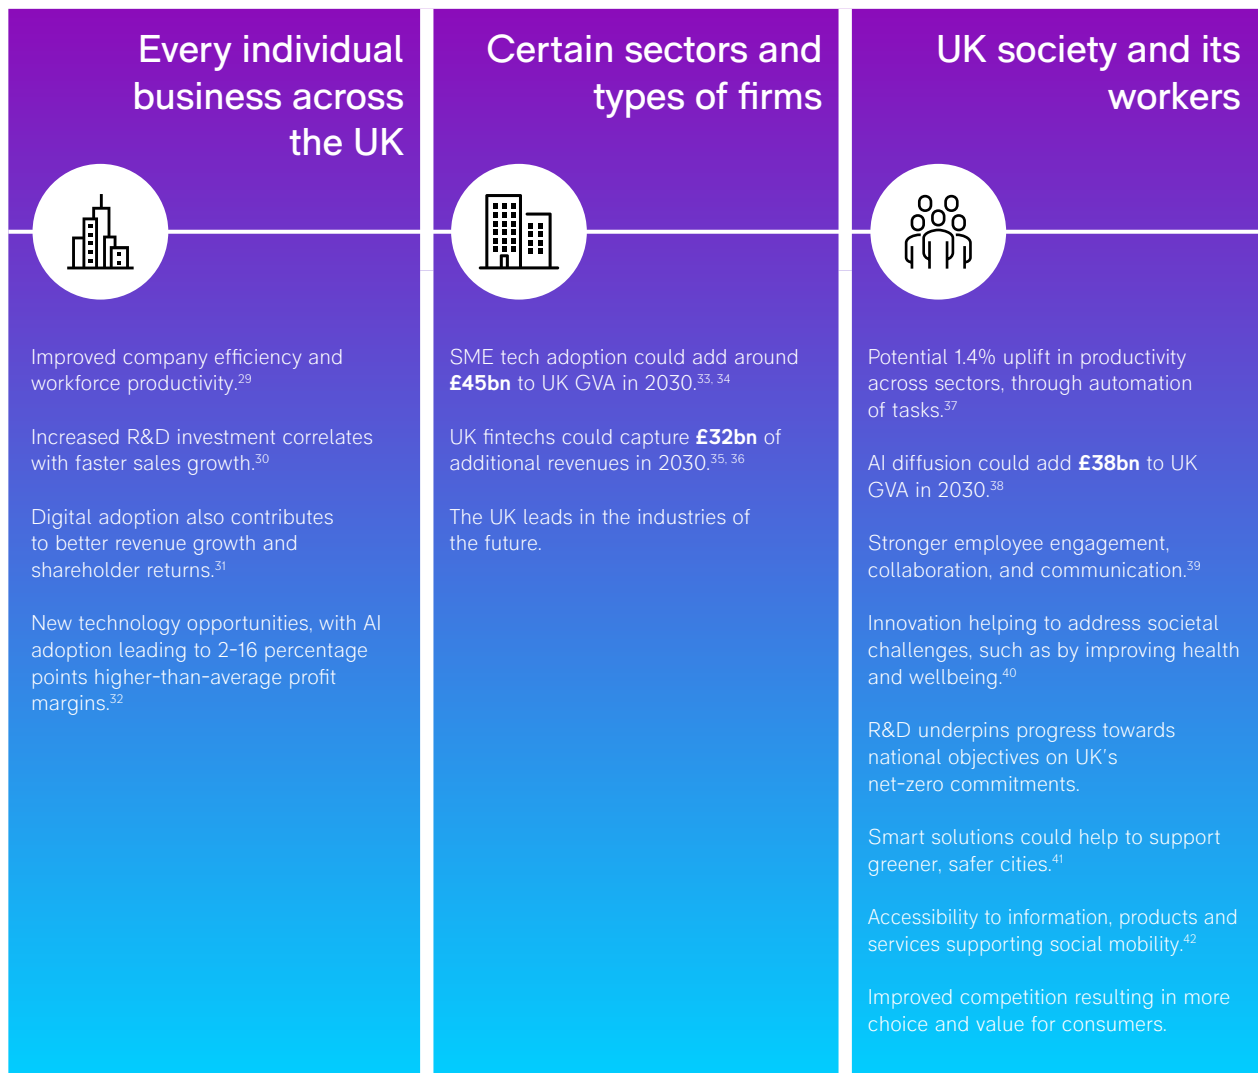 Every individual
business across
the UK
Improved company efficiency and
workforce productivity.29
Increased R&D investment correlates
with faster sales growth.30
Digital adoption also contributes
to better revenue growth and
shareholder returns.31
New technology opportunities, with AI
adoption leading to 2-16 percentage
points higher-than-average profit
margins.32
Certain sectors and
types of firms
SME tech adoption could add around
£45bn to UK GVA in 2030.33, 34
UK fintechs could capture £32bn of
additional revenues in 2030.35, 36
The UK leads in the industries of
the future.
UK society and its
workers
Potential 1.4% uplift in productivity
across sectors, through automation
of tasks.37
AI diffusion could add £38bn to UK
GVA in 2030.38
Stronger employee engagement,
collaboration, and communication.39
Innovation helping to address societal
challenges, such as by improving health
and wellbeing.40
R&D underpins progress towards
national objectives on UK's
net-zero commitments.
Smart solutions could help to support
greener, safer cities.41
Accessibility to information, products and
services supporting social mobility.42
Improved competition resulting in more
choice and value for consumers.